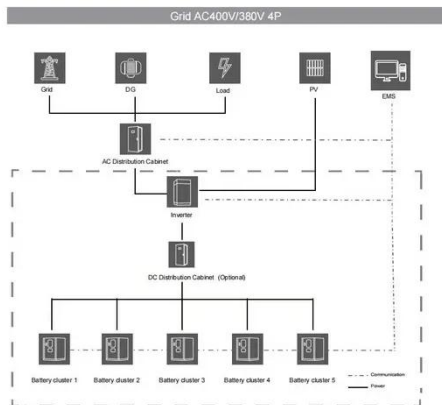 Grid AC400V/380V 4P
Grid
DG
Load
PV
EMS
AC Distribution Cabinet
Inverter
DC Distribution Cabinet (Optional)
Battery cluster 1
Battery cluster 2
Battery cluster 3
Battery cluster 4
Battery cluster 5
Communication
Power